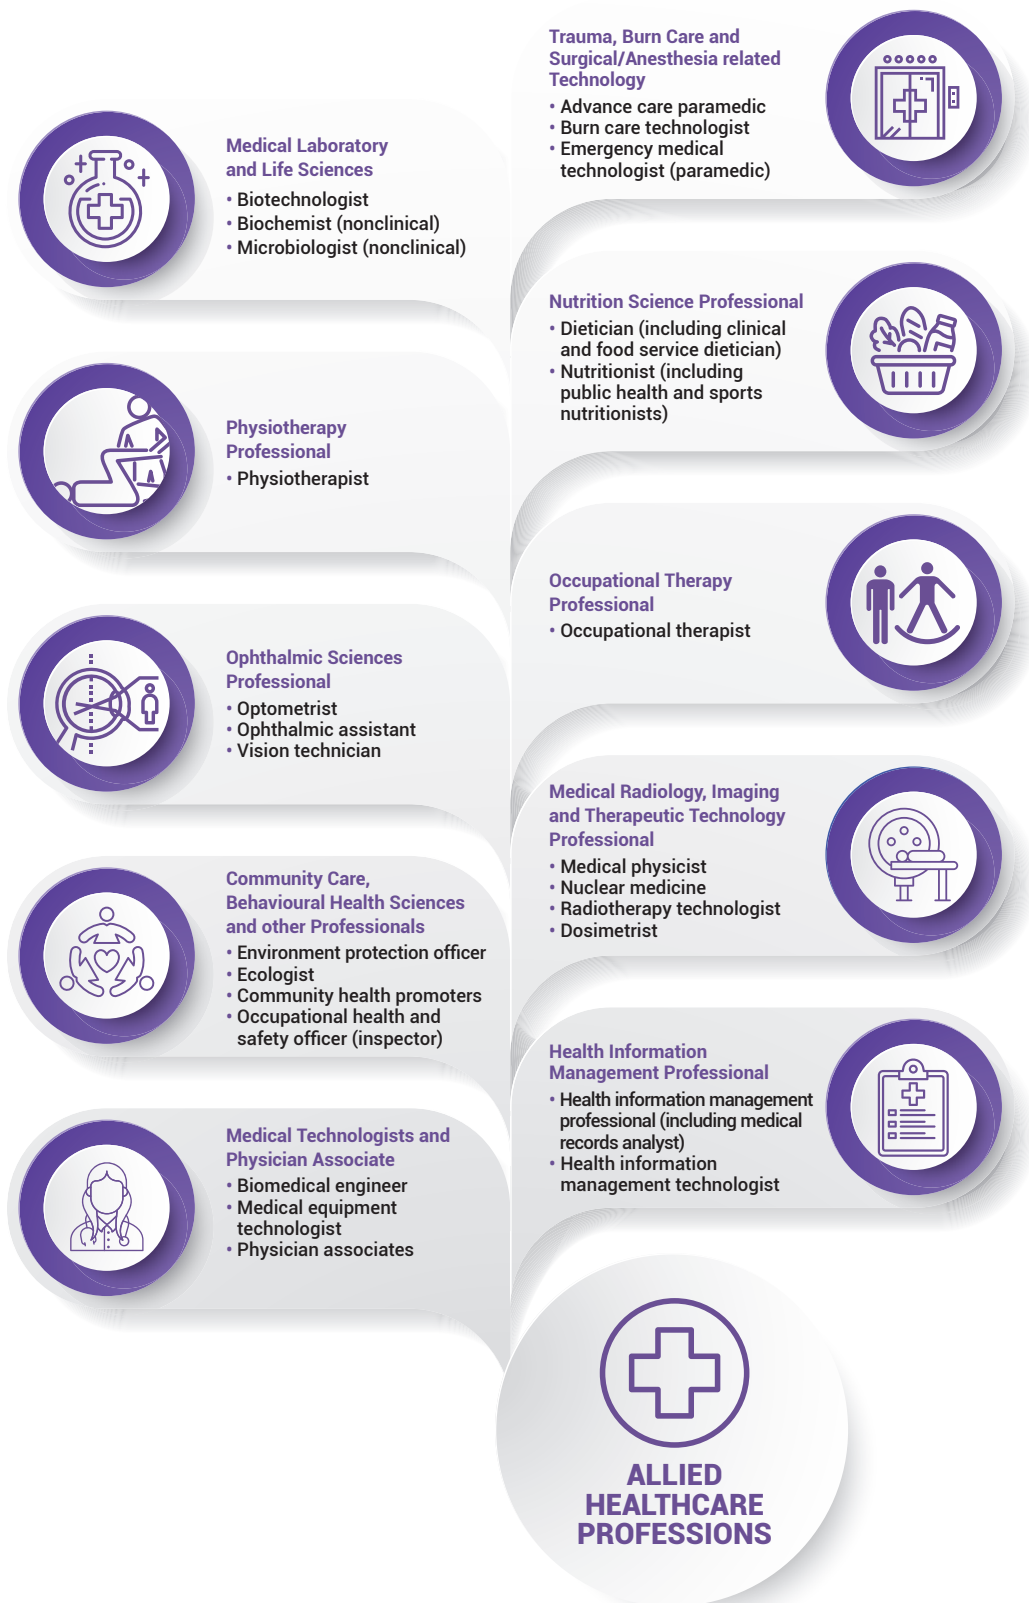 Trauma, Burn Care and
Surgical/Anesthesia related
Technology
• Advance care paramedic
• Burn care technologist
• Emergency medical
technologist (paramedic)
Medical Laboratory
and Life Sciences
• Biotechnologist
• Biochemist (nonclinical)
• Microbiologist (nonclinical)
Nutrition Science Professional
• Dietician (including clinical
and food service dietician)
• Nutritionist (including
public health and sports
nutritionists)
Physiotherapy
Professional
• Physiotherapist
Occupational Therapy
Professional
• Occupational therapist
Ophthalmic Sciences
Professional
• Optometrist
• Ophthalmic assistant
• Vision technician
Medical Radiology, Imaging
and Therapeutic Technology
Professional
• Medical physicist
• Nuclear medicine
• Radiotherapy technologist
• Dosimetrist
Community Care,
Behavioural Health Sciences
and other Professionals
• Environment protection officer
• Ecologist
• Community health promoters
• Occupational health and
safety officer (inspector)
Health Information
Management Professional
• Health information management
professional (including medical
records analyst)
• Health information
management technologist
Medical Technologists and
Physician Associate
• Biomedical engineer
• Medical equipment
technologist
• Physician associates
ALLIED
HEALTHCARE
PROFESSIONS